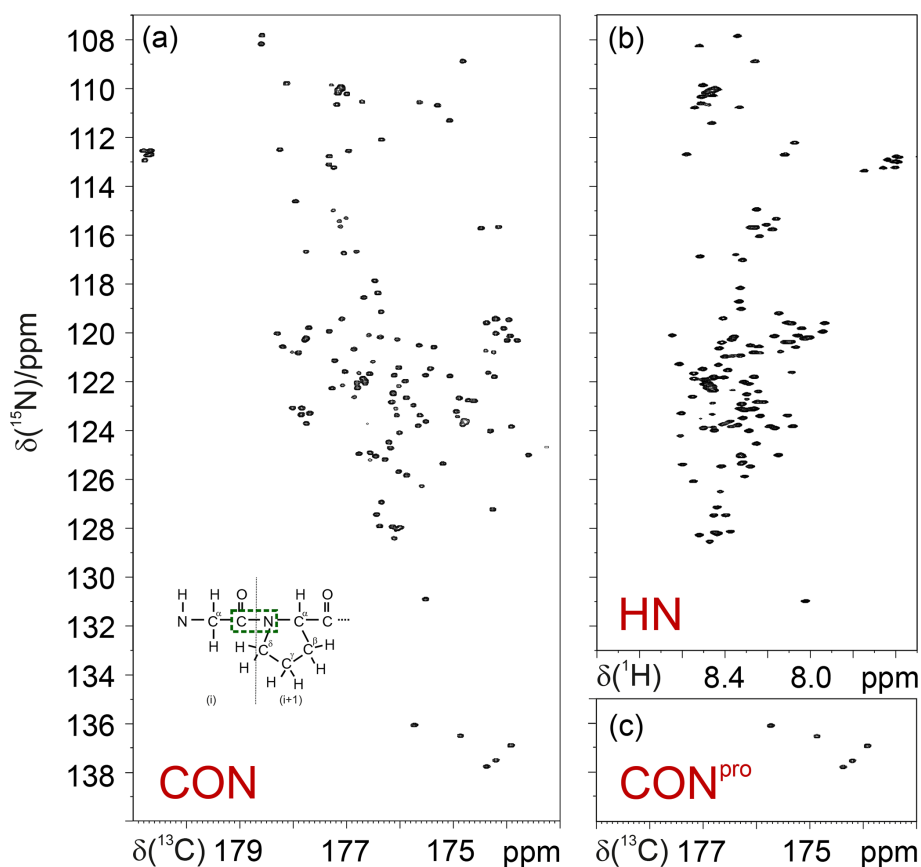 (a)
108
110
112
114
116
118
120
122
124
126
128
130
132
134
136
138
δ(¹⁵N)/ppm
H H O H O
N C α C N C α C
H C δ C β H
H C γ H
H H
(i) (i+1)
CON
δ(¹³C) 179 177 175 ppm
(b)
HN
δ(¹H) 8.4 8.0 ppm
(c)
CONᵖʳᵒ
δ(¹³C) 177 175 ppm